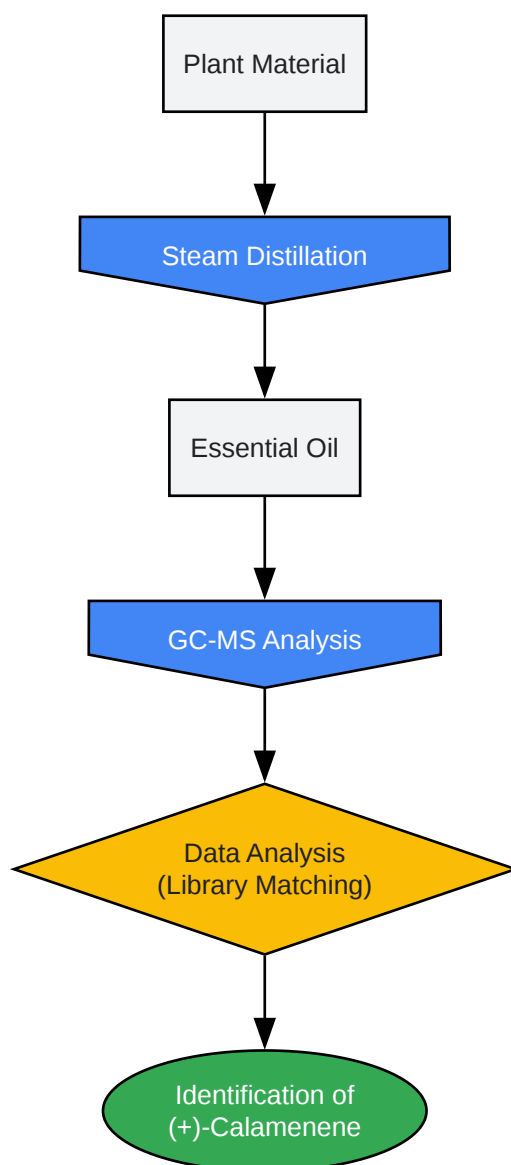 Plant Material
Steam Distillation
Essential Oil
GC-MS Analysis
Data Analysis
(Library Matching)
Identification of
(+)-Calamenene